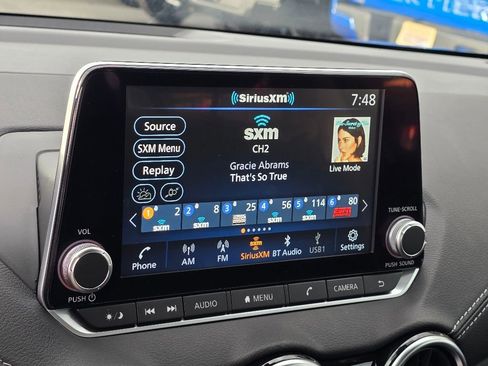 ((SiriusXM))
7:48
Source
SXM Menu
Replay
sxm
CH2
Gracie Abrams
That's So True
Live Mode
1 2
2 8
3 25
4 56
5 114
6 80
sxm sxm sxm sxm ESPN
Phone
AM
FM
SiriusXM
BT Audio
USB1
Settings
VOL
PUSH
TUNE·SCROLL
PUSH SOUND
AUDIO
MENU
CAMERA